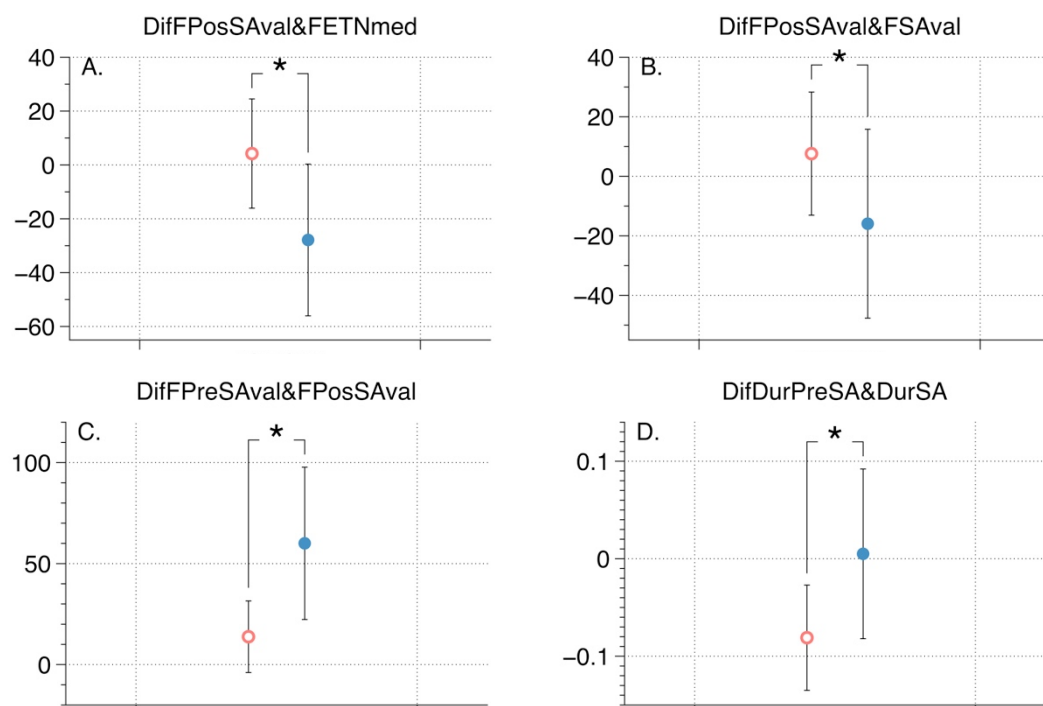 DifFPosSAval&FETNmed
A.
*
40
20
0
−20
−40
−60
DifFPosSAval&FSAval
B.
*
40
20
0
−20
−40
DifFPreSAval&FPosSAval
C.
*
100
50
0
DifDurPreSA&DurSA
D.
*
0.1
0
−0.1